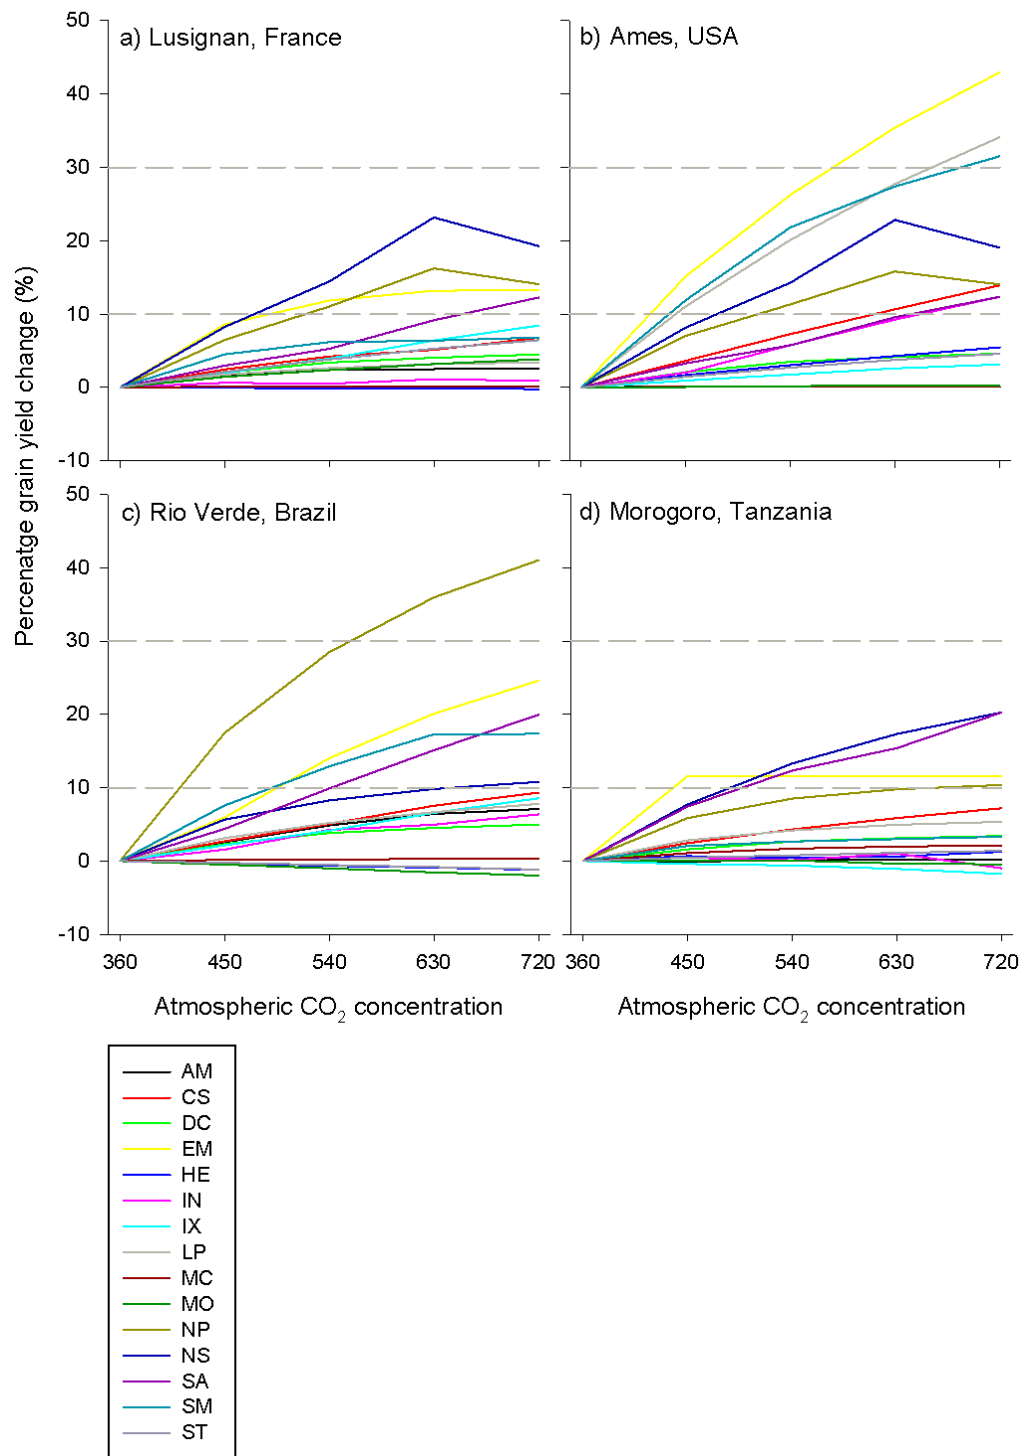 Percenatge grain yield change (%)
a) Lusignan, France
50
40
30
20
10
0
-10
b) Ames, USA
c) Rio Verde, Brazil
50
40
30
20
10
0
-10
360 450 540 630 720
Atmospheric CO2 concentration
d) Morogoro, Tanzania
360 450 540 630 720
Atmospheric CO2 concentration
AM
CS
DC
EM
HE
IN
IX
LP
MC
MO
NP
NS
SA
SM
ST